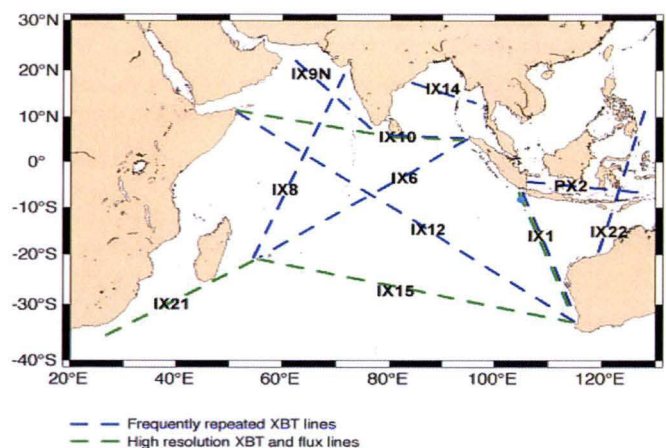 30°N
20°N
10°N
0°
-10°S
-20°S
-30°S
-40°S
IX9N
IX14
IX10
IX8
IX6
PX2
IX12
IX1
IX22
IX15
IX21
20°E
40°E
60°E
80°E
100°E
120°E
Frequently repeated XBT lines
High resolution XBT and flux lines